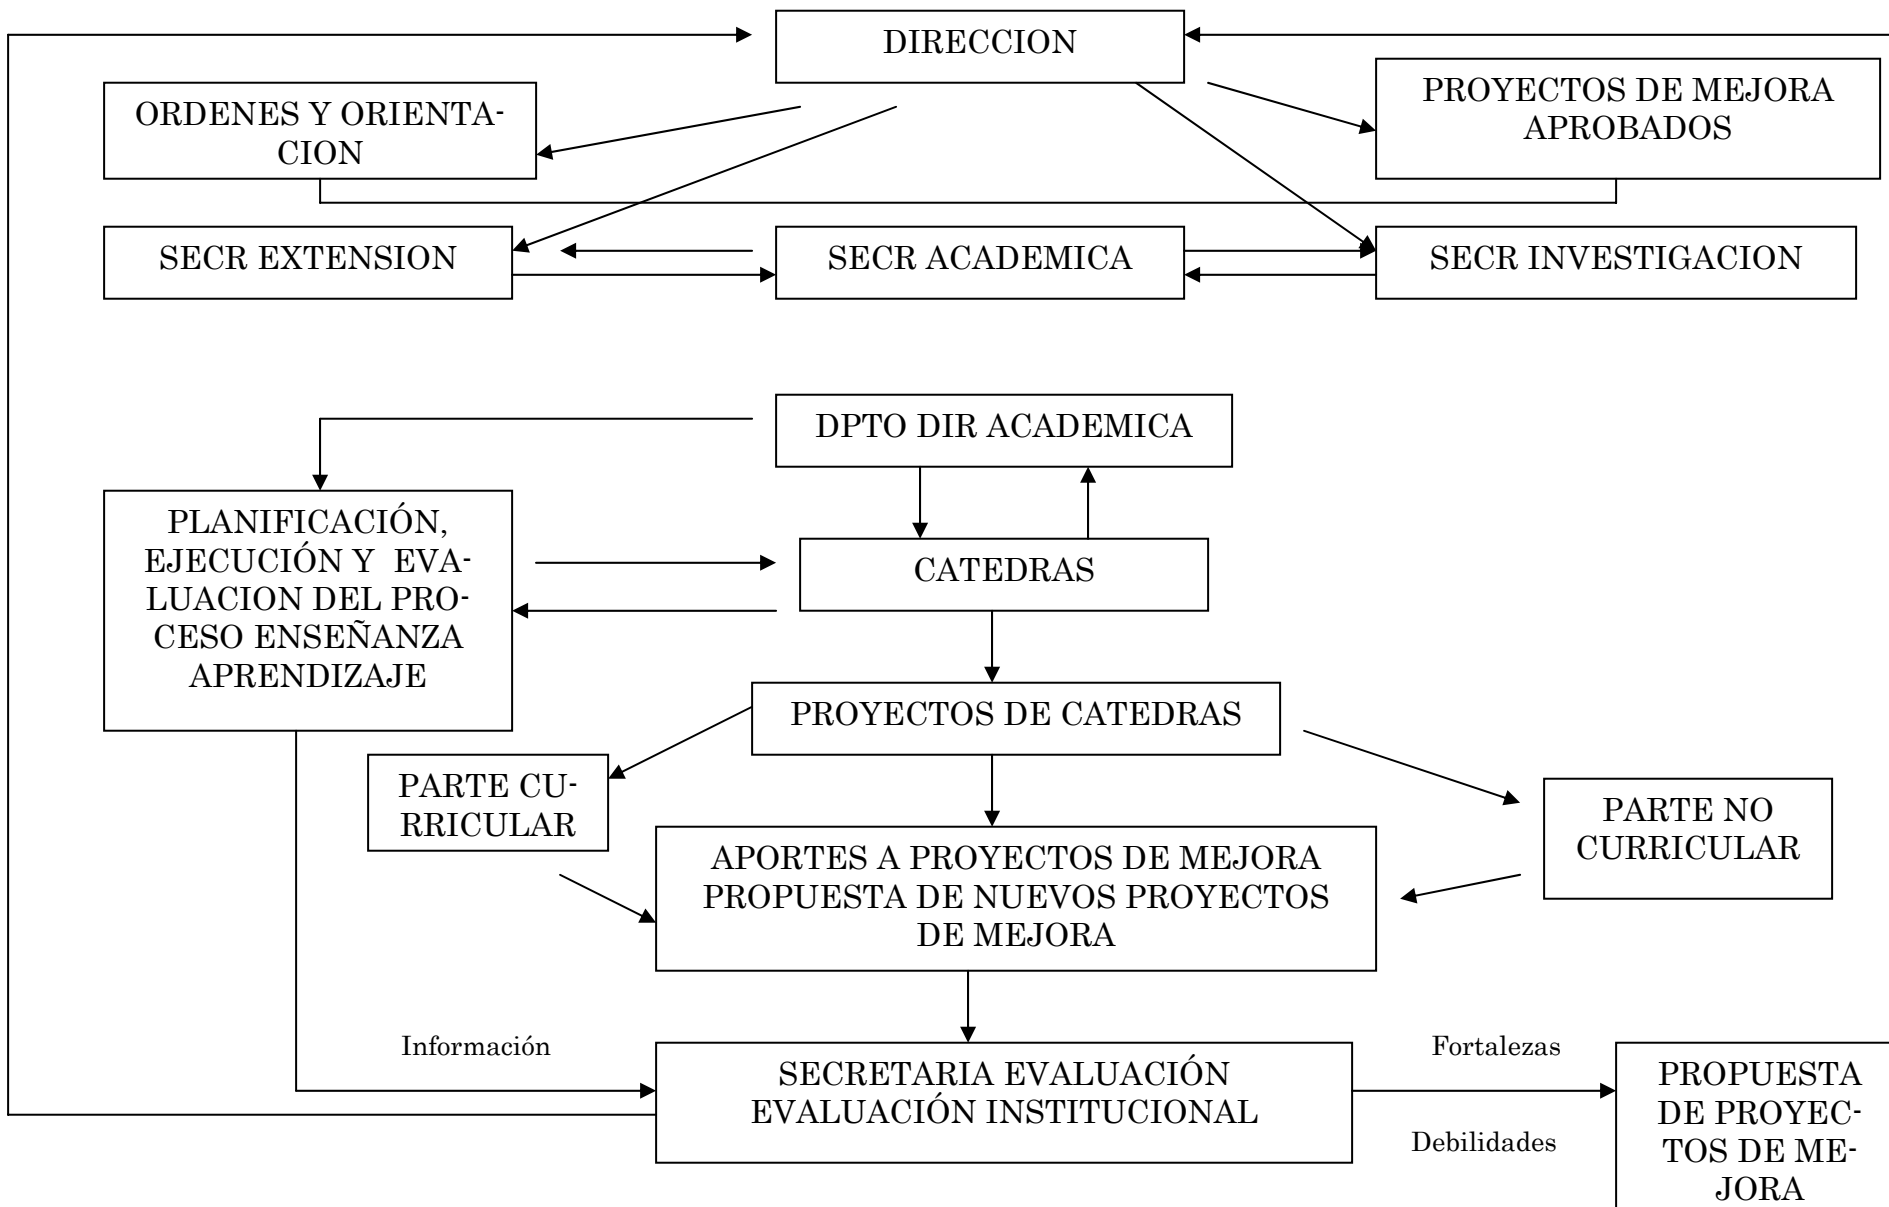 DIRECCION
ORDENES Y ORIENTA-
CION
PROYECTOS DE MEJORA
APROBADOS
SECR EXTENSION
SECR ACADEMICA
SECR INVESTIGACION
DPTO DIR ACADEMICA
PLANIFICACIÓN,
EJECUCIÓN Y EVA-
LUACION DEL PRO-
CESO ENSEÑANZA
APRENDIZAJE
CATEDRAS
PROYECTOS DE CATEDRAS
PARTE CU-
RRICULAR
PARTE NO
CURRICULAR
APORTES A PROYECTOS DE MEJORA
PROPUESTA DE NUEVOS PROYECTOS
DE MEJORA
Información
SECRETARIA EVALUACIÓN
EVALUACIÓN INSTITUCIONAL
Fortalezas
Debilidades
PROPUESTA
DE PROYEC-
TOS DE ME-
JORA